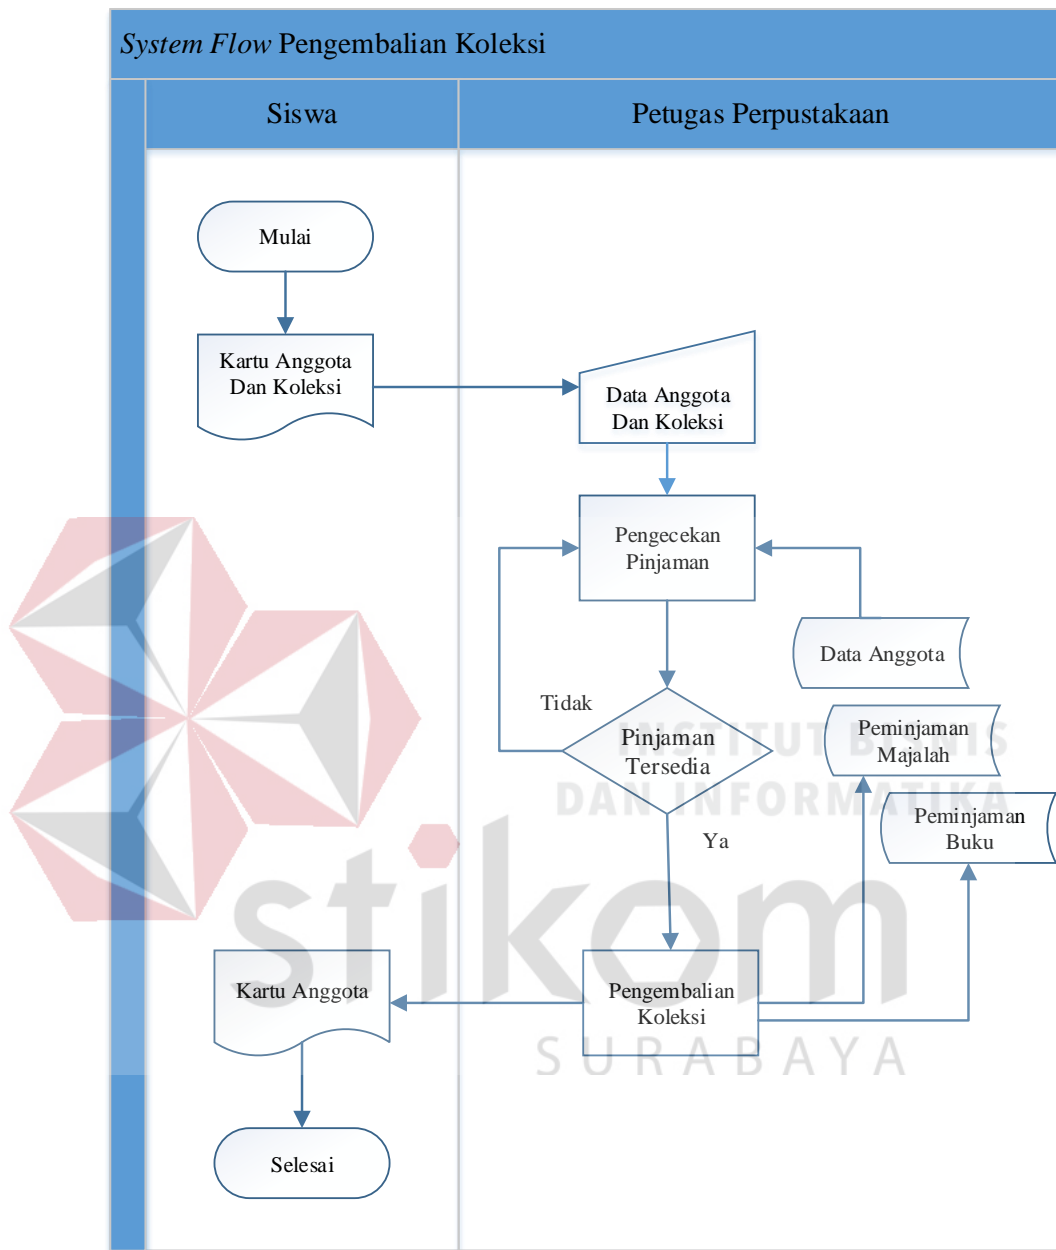 System Flow Pengembalian Koleksi
Siswa
Petugas Perpustakaan
Mulai
Kartu Anggota
Dan Koleksi
Data Anggota
Dan Koleksi
Pengecekan
Pinjaman
Data Anggota
Tidak
Pinjaman
Tersedia
Peminjaman
Majalah
Peminjaman
Buku
Ya
Kartu Anggota
Pengembalian
Koleksi
Selesai
INSTITUT BISNIS
DAN INFORMATIKA
stikom
SURABAYA